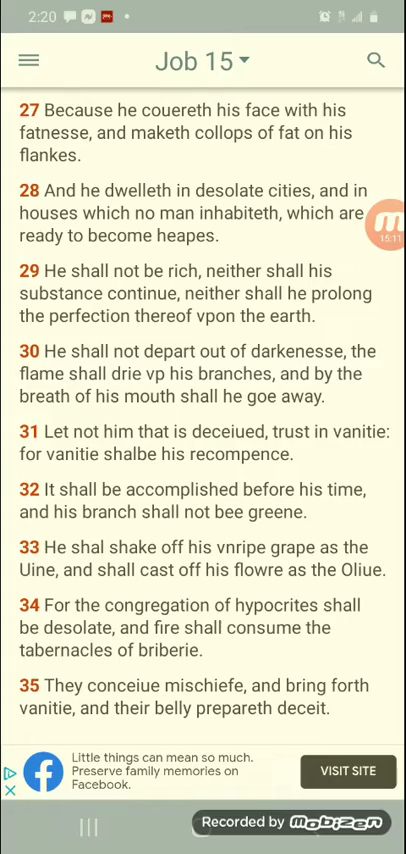 2:20
Job 15
27 Because he couereth his face with his
fatnesse, and maketh collops of fat on his
flankes.
28 And he dwelleth in desolate cities, and in
houses which no man inhabiteth, which are
ready to become heapes.
15:11
29 He shall not be rich, neither shall his
substance continue, neither shall he prolong
the perfection thereof vpon the earth.
30 He shall not depart out of darkenesse, the
flame shall drie vp his branches, and by the
breath of his mouth shall he goe away.
31 Let not him that is deceiued, trust in vanitie:
for vanitie shalbe his recompence.
32 It shall be accomplished before his time,
and his branch shall not bee greene.
33 He shal shake off his vnripe grape as the
Uine, and shall cast off his flowre as the Oliue.
34 For the congregation of hypocrites shall
be desolate, and fire shall consume the
tabernacles of briberie.
35 They conceiue mischiefe, and bring forth
vanitie, and their belly prepareth deceit.
Little things can mean so much.
Preserve family memories on
Facebook.
VISIT SITE
Recorded by mobizen